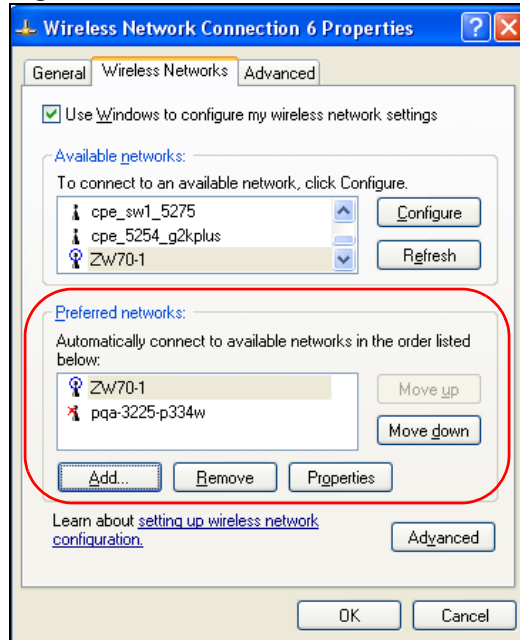 Wireless Network Connection 6 Properties
General Wireless Networks Advanced
Use Windows to configure my wireless network settings
Available networks:
To connect to an available network, click Configure.
cpe_sw1_5275
cpe_5254_g2kplus
ZW70-1
Configure
Refresh
Preferred networks:
Automatically connect to available networks in the order listed
below:
ZW70-1
pqa-3225-p334w
Move up
Move down
Add... Remove Properties
Learn about setting up wireless network
configuration.
Advanced
OK Cancel